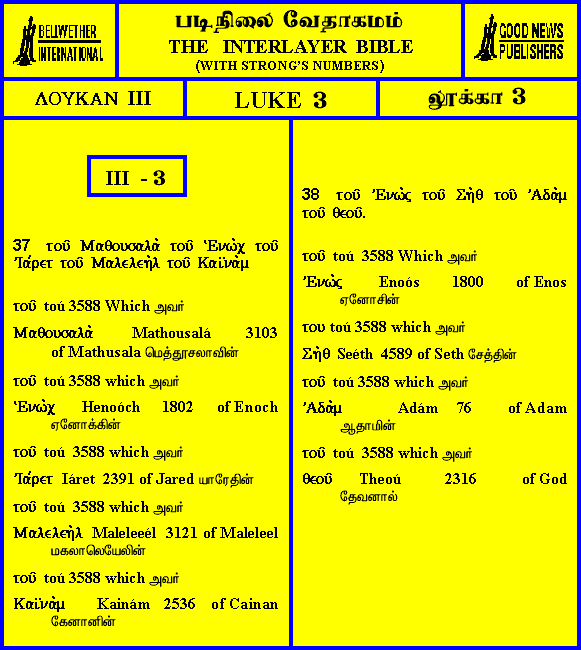 BELLWETHER
INTERNATIONAL
படிநிலை வேதாகமம்
THE INTERLAYER BIBLE
(WITH STRONG'S NUMBERS)
GOOD NEWS
PUBLISHERS
ΛΟΥΚΑΝ III
LUKE 3
லூக்கா 3
III - 3
37 τοῦ Μαθουσαλὰ τοῦ Ἑνὼχ τοῦ
Ἰάρετ τοῦ Μαλελεὴλ τοῦ Καϊνὰμ
τοῦ toú 3588 Which அவர்
Μαθουσαλὰ Mathousalá 3103
of Mathusala மெத்தூசலாவின்
τοῦ toú 3588 which அவர்
Ἑνὼχ Henoóch 1802 of Enoch
ஏனோக்கின்
τοῦ toú 3588 which அவர்
Ἰάρετ Iáret 2391 of Jared யாரேதின்
τοῦ toú 3588 which அவர்
Μαλελεὴλ Maleleeél 3121 of Maleleel
மகலாலெயேலின்
τοῦ toú 3588 which அவர்
Καϊνὰμ Kainám 2536 of Cainan
கேனானின்
38 τοῦ Ἐνὼς τοῦ Σὴθ τοῦ Ἀδὰμ
τοῦ θεοῦ.
τοῦ toú 3588 Which அவர்
Ἐνὼς Enoós 1800 of Enos
ஏனோசின்
του toú 3588 which அவர்
Σὴθ Seéth 4589 of Seth சேத்தின்
τοῦ toú 3588 which அவர்
Ἀδὰμ Adám 76 of Adam
ஆதாமின்
τοῦ toú 3588 which அவர்
θεοῦ Theoú 2316 of God
தேவனால்